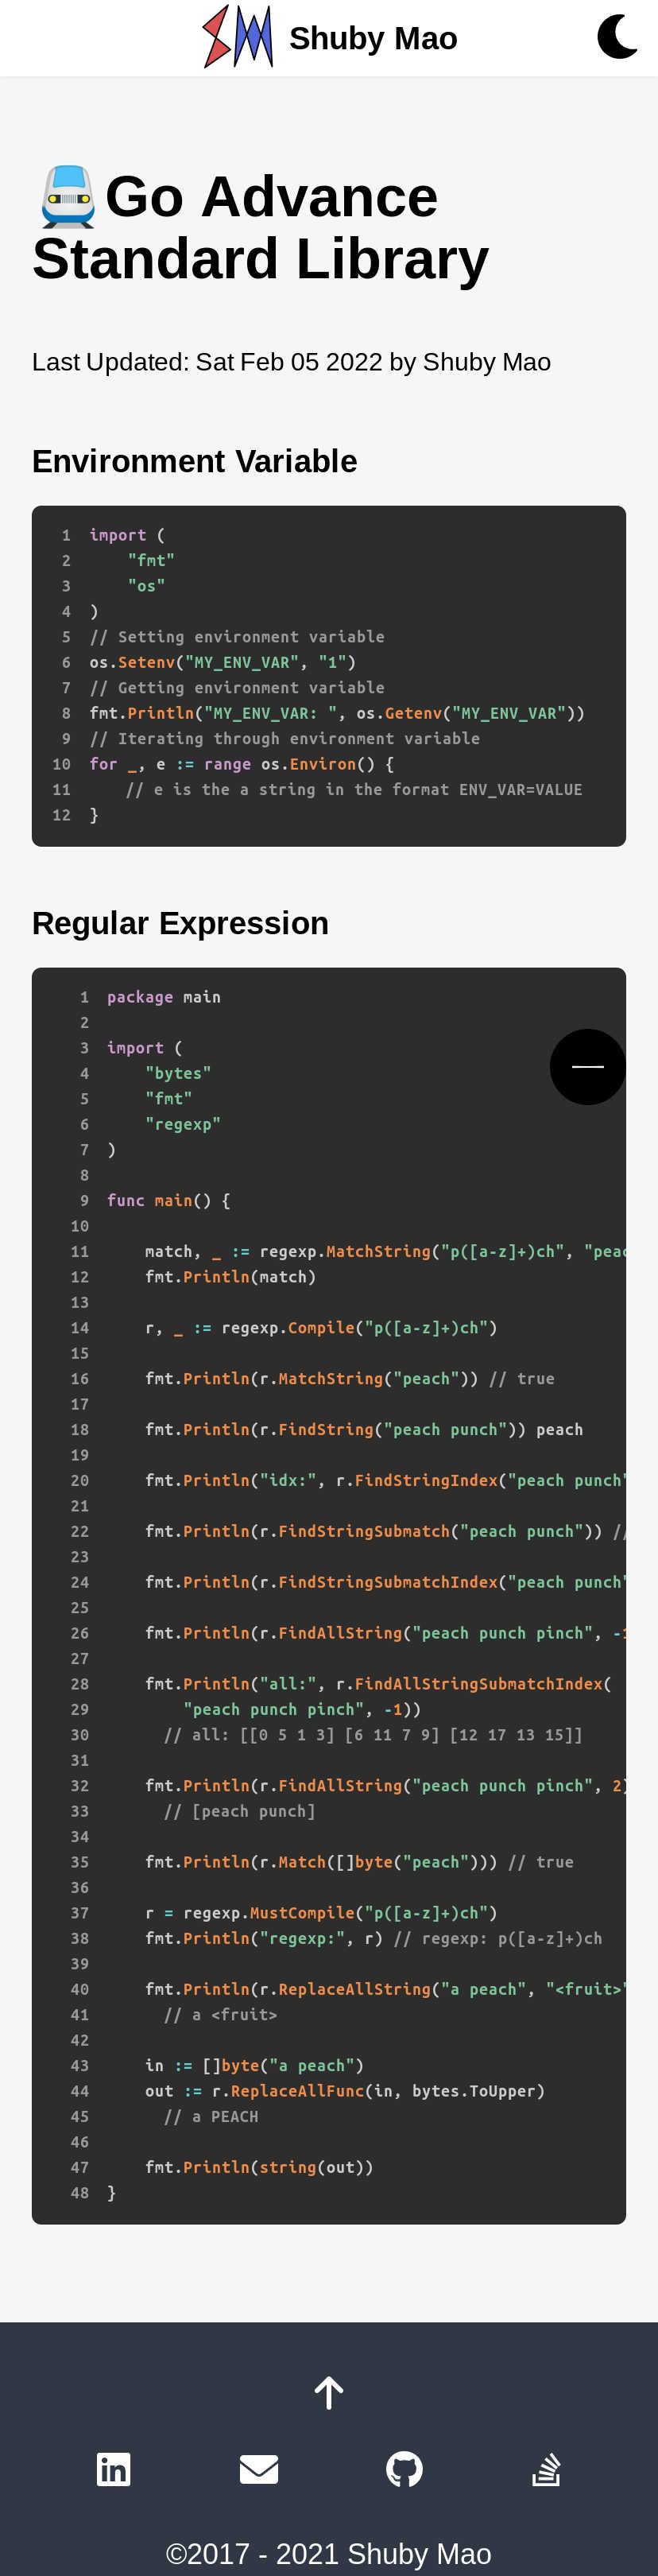 Shuby Mao
Go Advance
Standard Library
Last Updated: Sat Feb 05 2022 by Shuby Mao
Environment Variable
1 import (
2     "fmt"
3     "os"
4 )
5 // Setting environment variable
6 os.Setenv("MY_ENV_VAR", "1")
7 // Getting environment variable
8 fmt.Println("MY_ENV_VAR: ", os.Getenv("MY_ENV_VAR"))
9 // Iterating through environment variable
10 for _, e := range os.Environ() {
11     // e is the a string in the format ENV_VAR=VALUE
12 }
Regular Expression
1 package main
2
3 import (
4     "bytes"
5     "fmt"
6     "regexp"
7 )
8
9 func main() {
10
11     match, _ := regexp.MatchString("p([a-z]+)ch", "peac
12     fmt.Println(match)
13
14     r, _ := regexp.Compile("p([a-z]+)ch")
15
16     fmt.Println(r.MatchString("peach")) // true
17
18     fmt.Println(r.FindString("peach punch")) peach
19
20     fmt.Println("idx:", r.FindStringIndex("peach punch"
21
22     fmt.Println(r.FindStringSubmatch("peach punch")) //
23
24     fmt.Println(r.FindStringSubmatchIndex("peach punch"
25
26     fmt.Println(r.FindAllString("peach punch pinch", -1
27
28     fmt.Println("all:", r.FindAllStringSubmatchIndex(
29         "peach punch pinch", -1))
30       // all: [[0 5 1 3] [6 11 7 9] [12 17 13 15]]
31
32     fmt.Println(r.FindAllString("peach punch pinch", 2)
33       // [peach punch]
34
35     fmt.Println(r.Match([]byte("peach"))) // true
36
37     r = regexp.MustCompile("p([a-z]+)ch")
38     fmt.Println("regexp:", r) // regexp: p([a-z]+)ch
39
40     fmt.Println(r.ReplaceAllString("a peach", "<fruit>"
41       // a <fruit>
42
43     in := []byte("a peach")
44     out := r.ReplaceAllFunc(in, bytes.ToUpper)
45       // a PEACH
46
47     fmt.Println(string(out))
48 }
©2017 - 2021 Shuby Mao